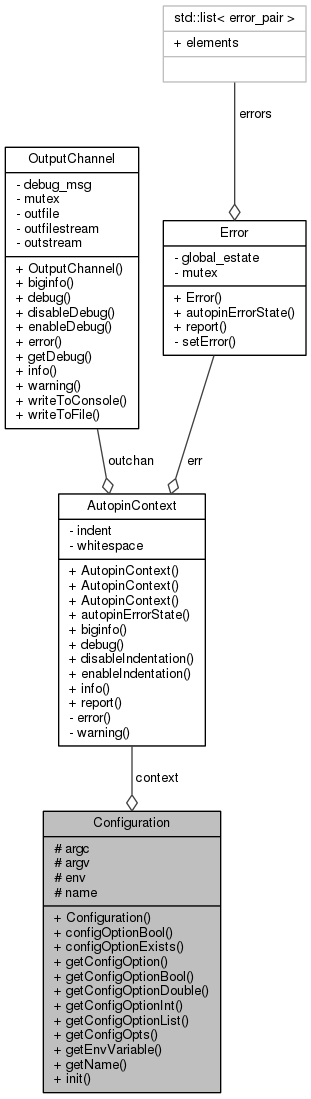 std::list< error_pair >
+ elements
errors
OutputChannel
- debug_msg
- mutex
- outfile
- outfilestream
- outstream
+ OutputChannel()
+ biginfo()
+ debug()
+ disableDebug()
+ enableDebug()
+ error()
+ getDebug()
+ info()
+ warning()
+ writeToConsole()
+ writeToFile()
Error
- global_estate
- mutex
+ Error()
+ autopinErrorState()
+ report()
- setError()
outchan
err
AutopinContext
- indent
- whitespace
+ AutopinContext()
+ AutopinContext()
+ AutopinContext()
+ autopinErrorState()
+ biginfo()
+ debug()
+ disableIndentation()
+ enableIndentation()
+ info()
+ report()
- error()
- warning()
context
Configuration
# argc
# argv
# env
# name
+ Configuration()
+ configOptionBool()
+ configOptionExists()
+ getConfigOption()
+ getConfigOptionBool()
+ getConfigOptionDouble()
+ getConfigOptionInt()
+ getConfigOptionList()
+ getConfigOpts()
+ getEnvVariable()
+ getName()
+ init()